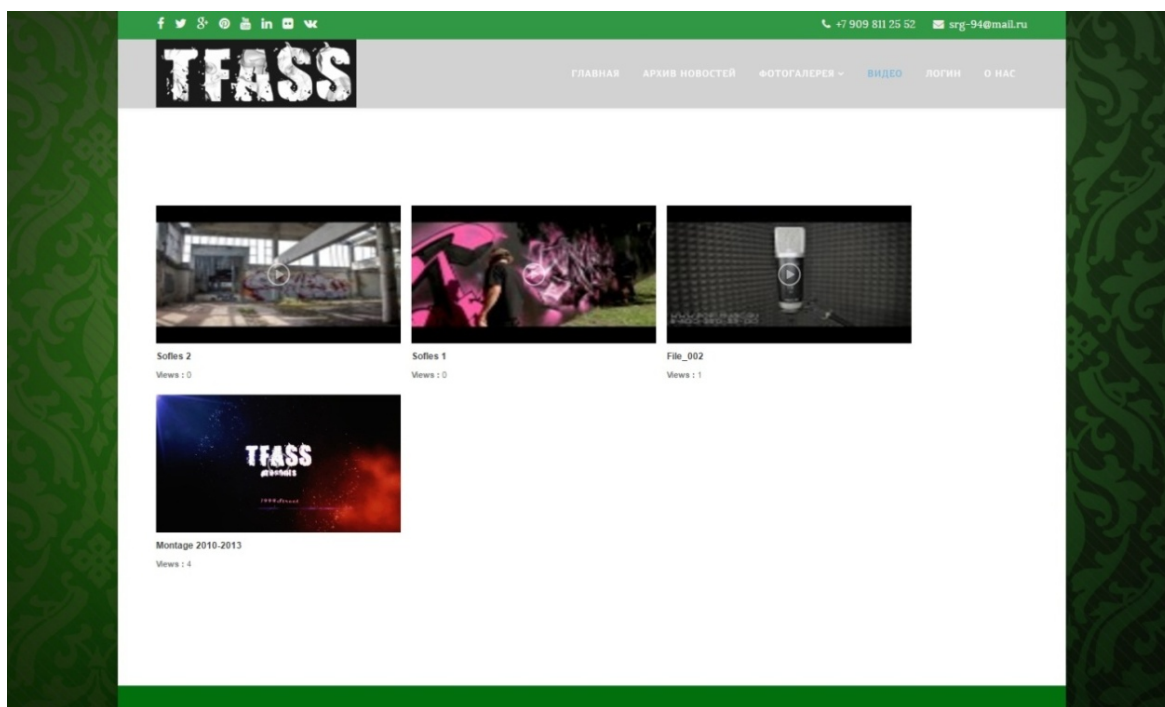 +7 909 811 25 52 srg-94@mail.ru
TFASS
ГЛАВНАЯ АРХИВ НОВОСТЕЙ ФОТОГАЛЕРЕЯ ВИДЕО ЛОГИН О НАС
Sofles 2
Views : 0
Sofles 1
Views : 0
File_002
Views : 1
TFASS
presents
Montage 2010-2013
Views : 4